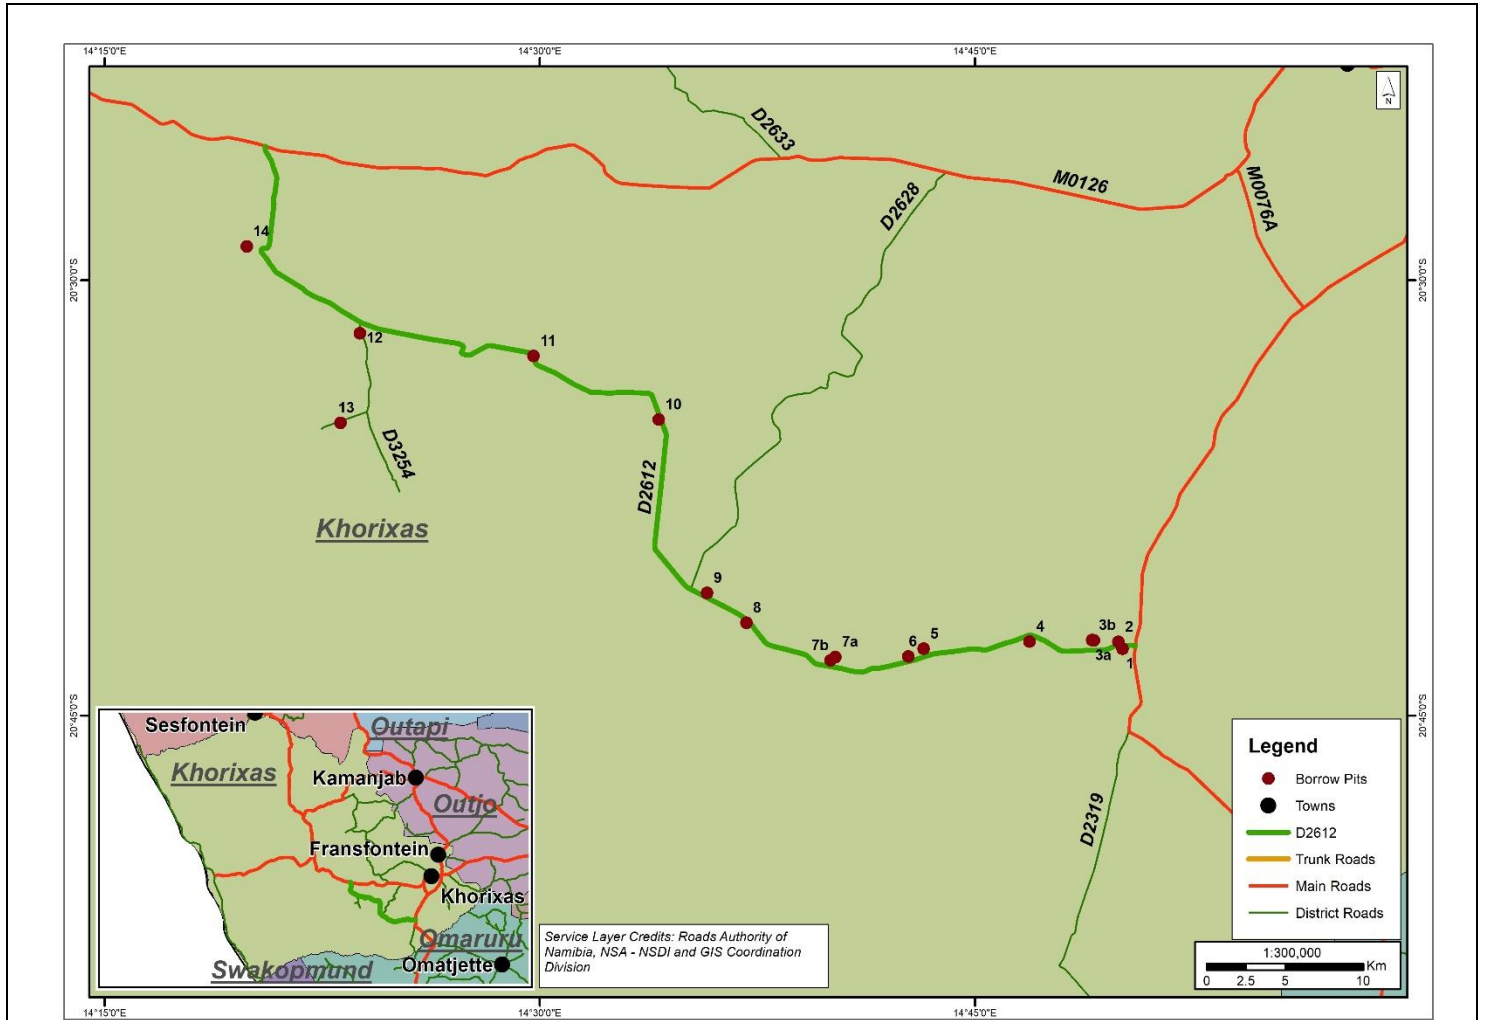 14°15'0"E
14°30'0"E
14°45'0"E
N
D2633
D2628
M0126
M0076A
14
20°30'0"S
20°30'0"S
12
11
13
10
D3254
D2612
Khorixas
9
8
7b
7a
6
5
4
3b
3a
2
1
20°45'0"S
20°45'0"S
D2319
Sesfontein
Outapi
Khorixas
Kamanjab
Outjo
Fransfontein
Khorixas
Omaruru
Omatjette
Swakopmund
Service Layer Credits: Roads Authority of
Namibia, NSA - NSDI and GIS Coordination
Division
Legend
Borrow Pits
Towns
D2612
Trunk Roads
Main Roads
District Roads
1:300,000
Km
0 2.5 5 10
14°15'0"E
14°30'0"E
14°45'0"E